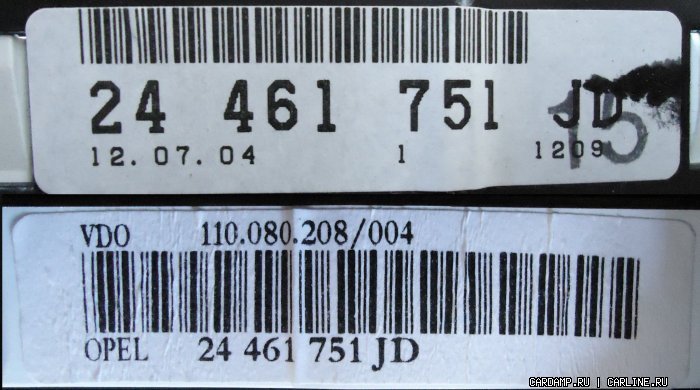 24 461 751 JD
15
12.07.04 1 1209
VDO 110.080.208/004
OPEL 24 461 751 JD
CARDAMP.RU | CARLINE.RU